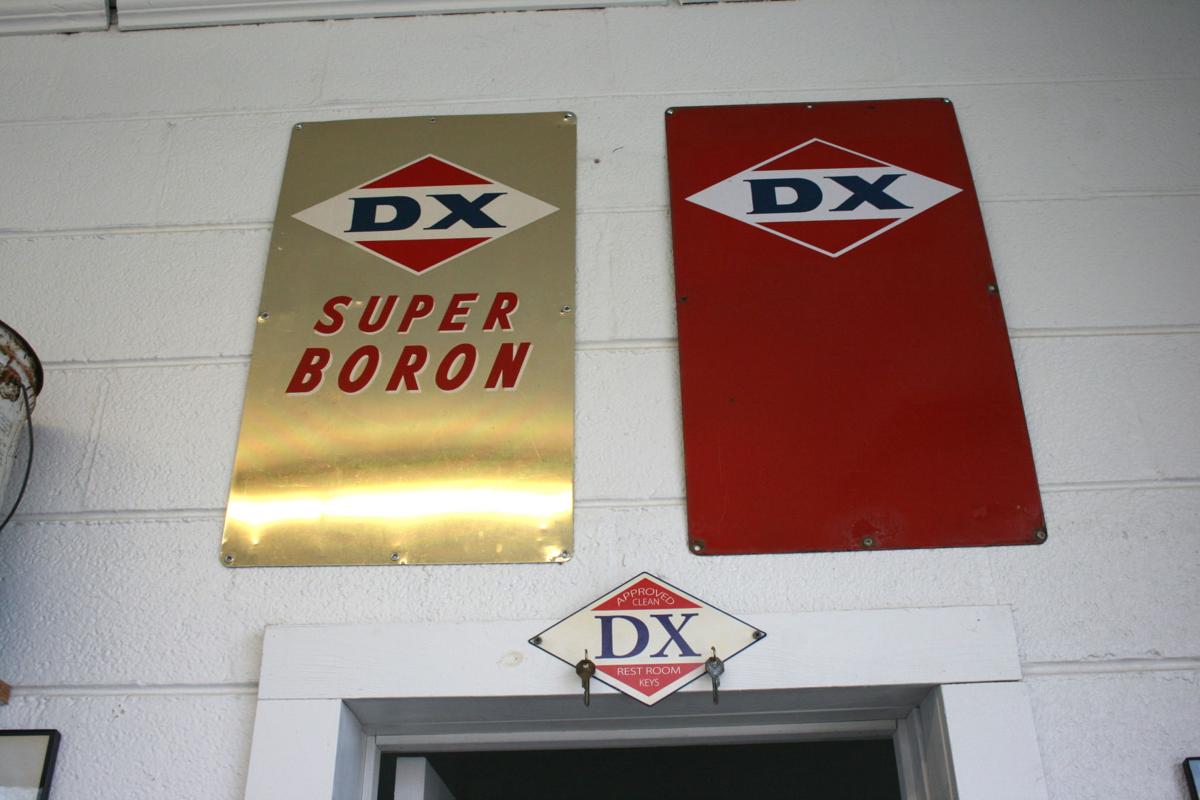 DX
SUPER
BORON
DX
APPROVED
CLEAN
DX
REST ROOM
KEYS